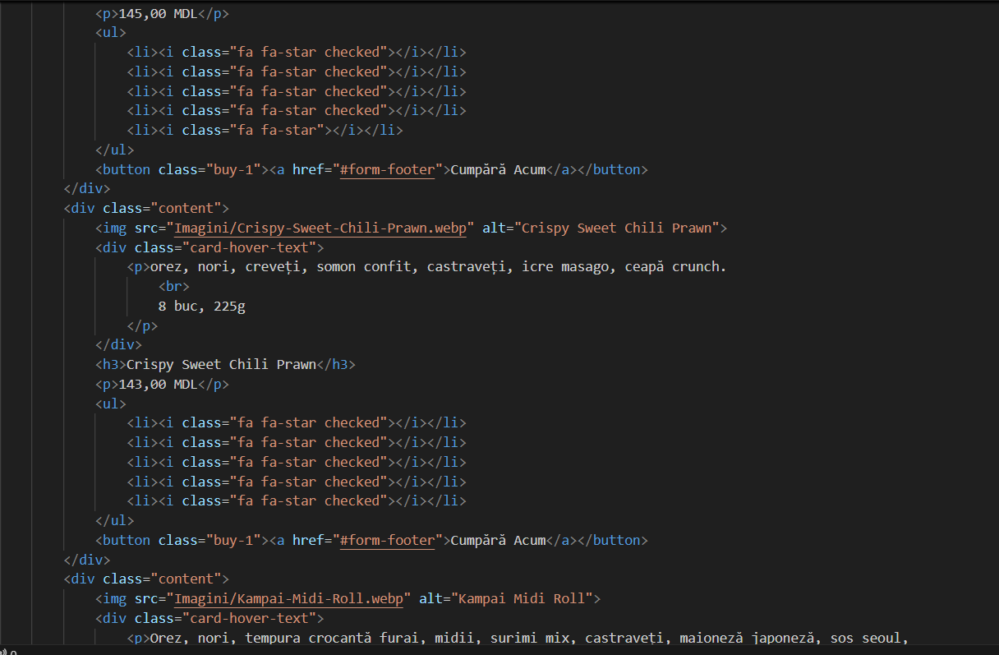 <p>145,00 MDL</p>
<ul>
<li><i class="fa fa-star checked"></i></li>
<li><i class="fa fa-star checked"></i></li>
<li><i class="fa fa-star checked"></i></li>
<li><i class="fa fa-star checked"></i></li>
<li><i class="fa fa-star"></i></li>
</ul>
<button class="buy-1"><a href="#form-footer">Cumpără Acum</a></button>
</div>
<div class="content">
<img src="Imagini/Crispy-Sweet-Chili-Prawn.webp" alt="Crispy Sweet Chili Prawn">
<div class="card-hover-text">
<p>orez, nori, creveți, somon confit, castraveți, icre masago, ceapă crunch.
<br>
8 buc, 225g
</p>
</div>
<h3>Crispy Sweet Chili Prawn</h3>
<p>143,00 MDL</p>
<ul>
<li><i class="fa fa-star checked"></i></li>
<li><i class="fa fa-star checked"></i></li>
<li><i class="fa fa-star checked"></i></li>
<li><i class="fa fa-star checked"></i></li>
<li><i class="fa fa-star checked"></i></li>
</ul>
<button class="buy-1"><a href="#form-footer">Cumpără Acum</a></button>
</div>
<div class="content">
<img src="Imagini/Kampai-Midi-Roll.webp" alt="Kampai Midi Roll">
<div class="card-hover-text">
<p>Orez, nori, tempura crocantă furai, midii, surimi mix, castraveți, maioneză japoneză, sos seoul,